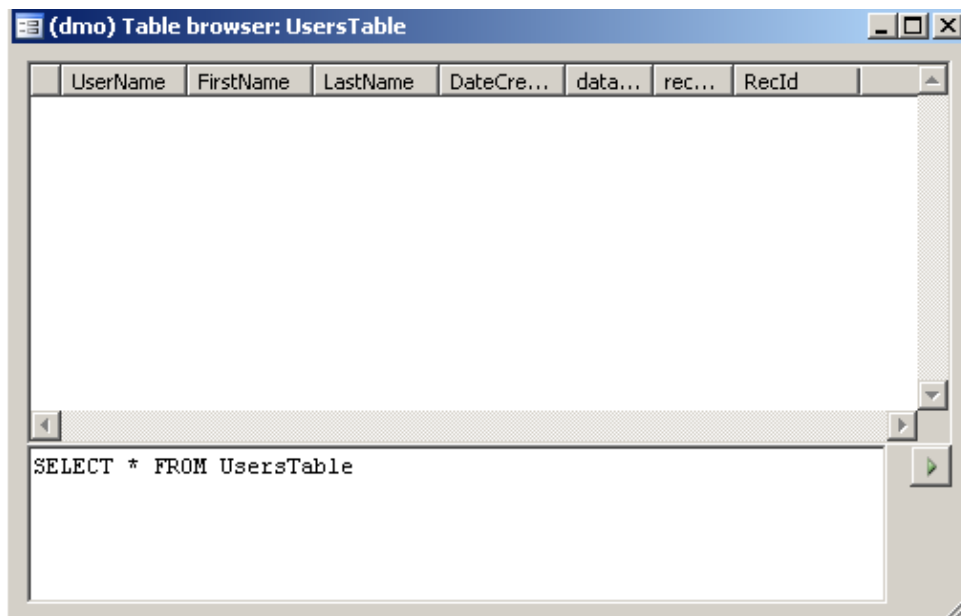 (dmo) Table browser: UsersTable
UserName FirstName LastName DateCre... data... rec... RecId
SELECT * FROM UsersTable